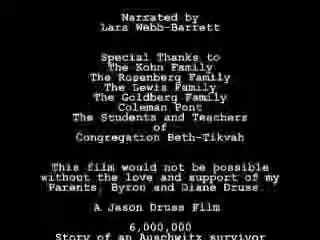 Narrated by
Lara Webb-Barrett
Special Thanks to
The Kohn Family
The Rosenberg Family
The Lewis Family
The Goldberg Family
Coleman Pont
The Students and Teachers
of
Congregation Beth-Tikvah
This film would not be possible
without the love and support of my
Parents, Byron and Diane Druss.
A Jason Druss Film
6,000,000
Story of an Auschwitz survivor